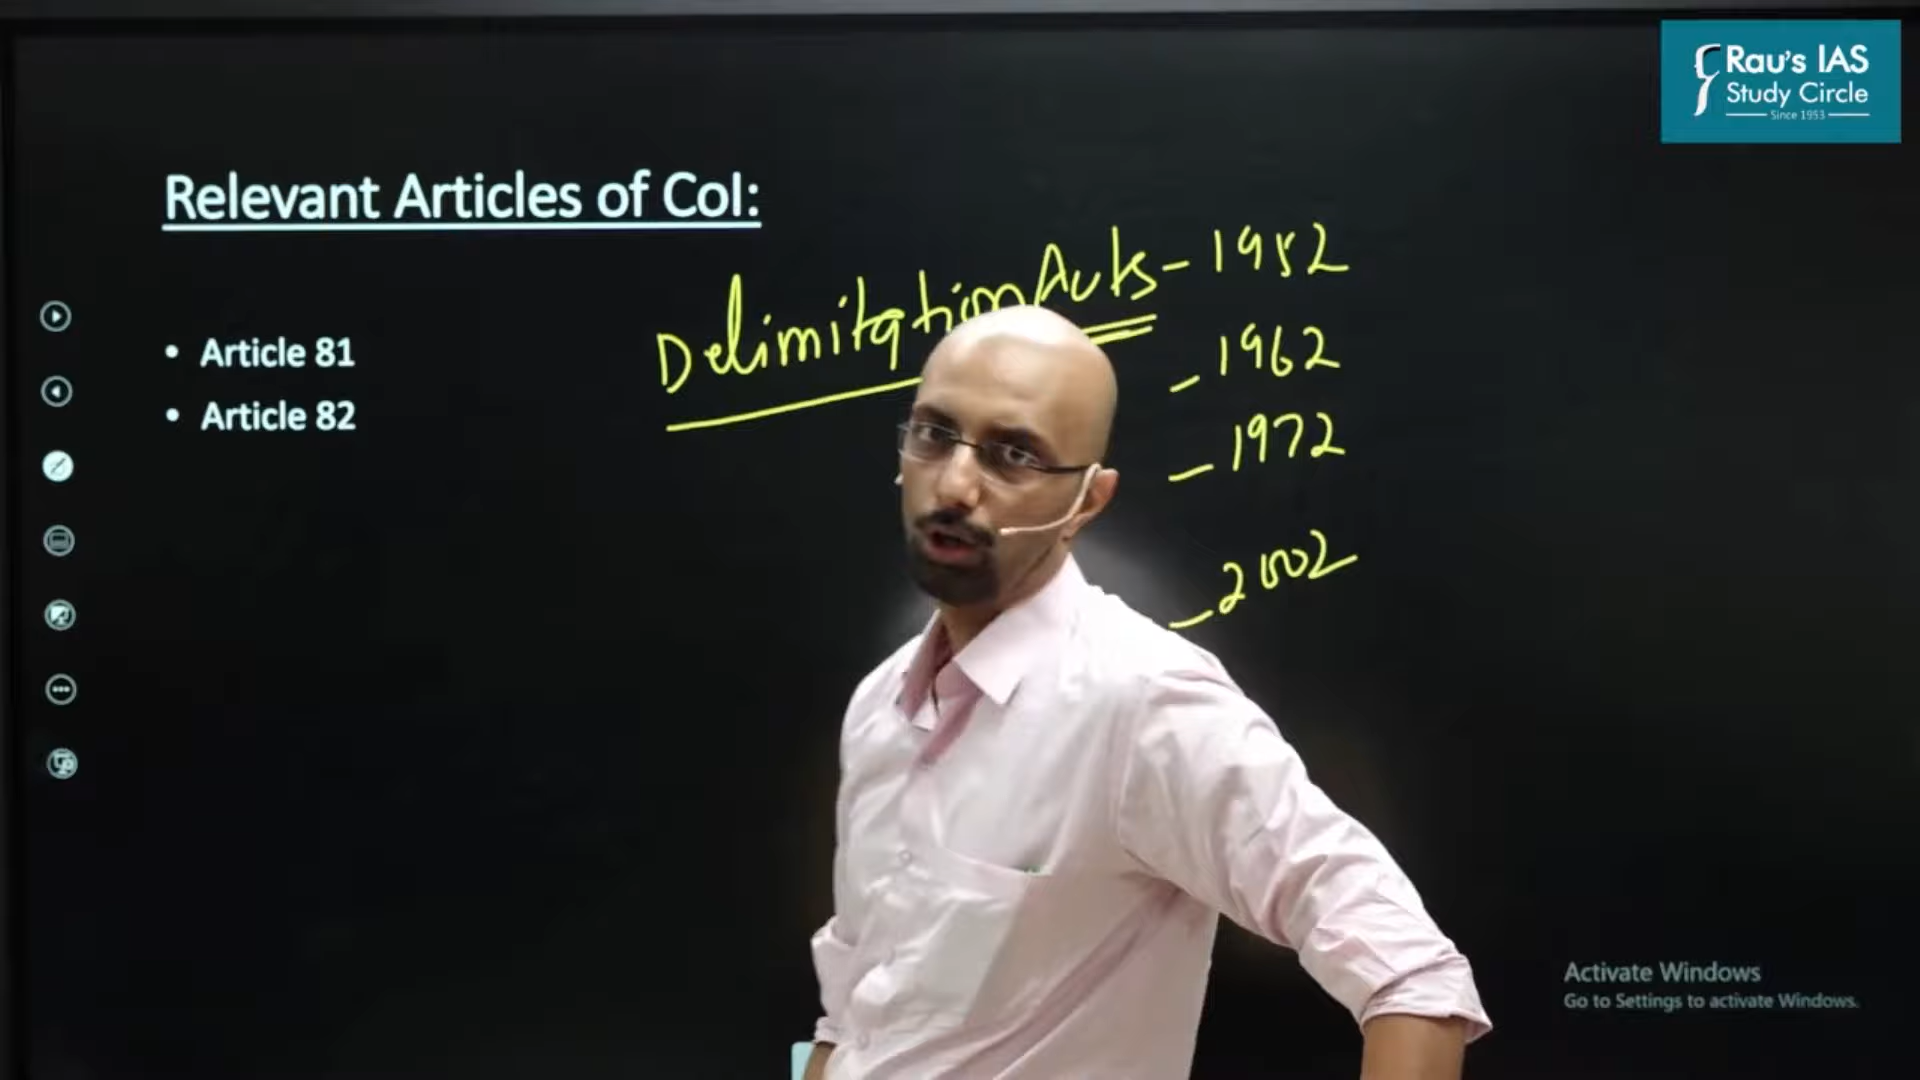 Rau's IAS
Study Circle
Since 1953
Relevant Articles of CoI:
• Article 81
• Article 82
Delimitation Acts - 1952
- 1962
- 1972
- 2002
Activate Windows
Go to Settings to activate Windows.